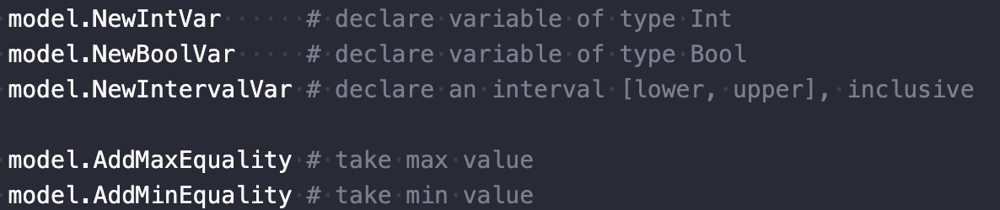 model.NewIntVar      # declare variable of type Int
model.NewBoolVar     # declare variable of type Bool
model.NewIntervalVar # declare an interval [lower, upper], inclusive
model.AddMaxEquality # take max value
model.AddMinEquality # take min value